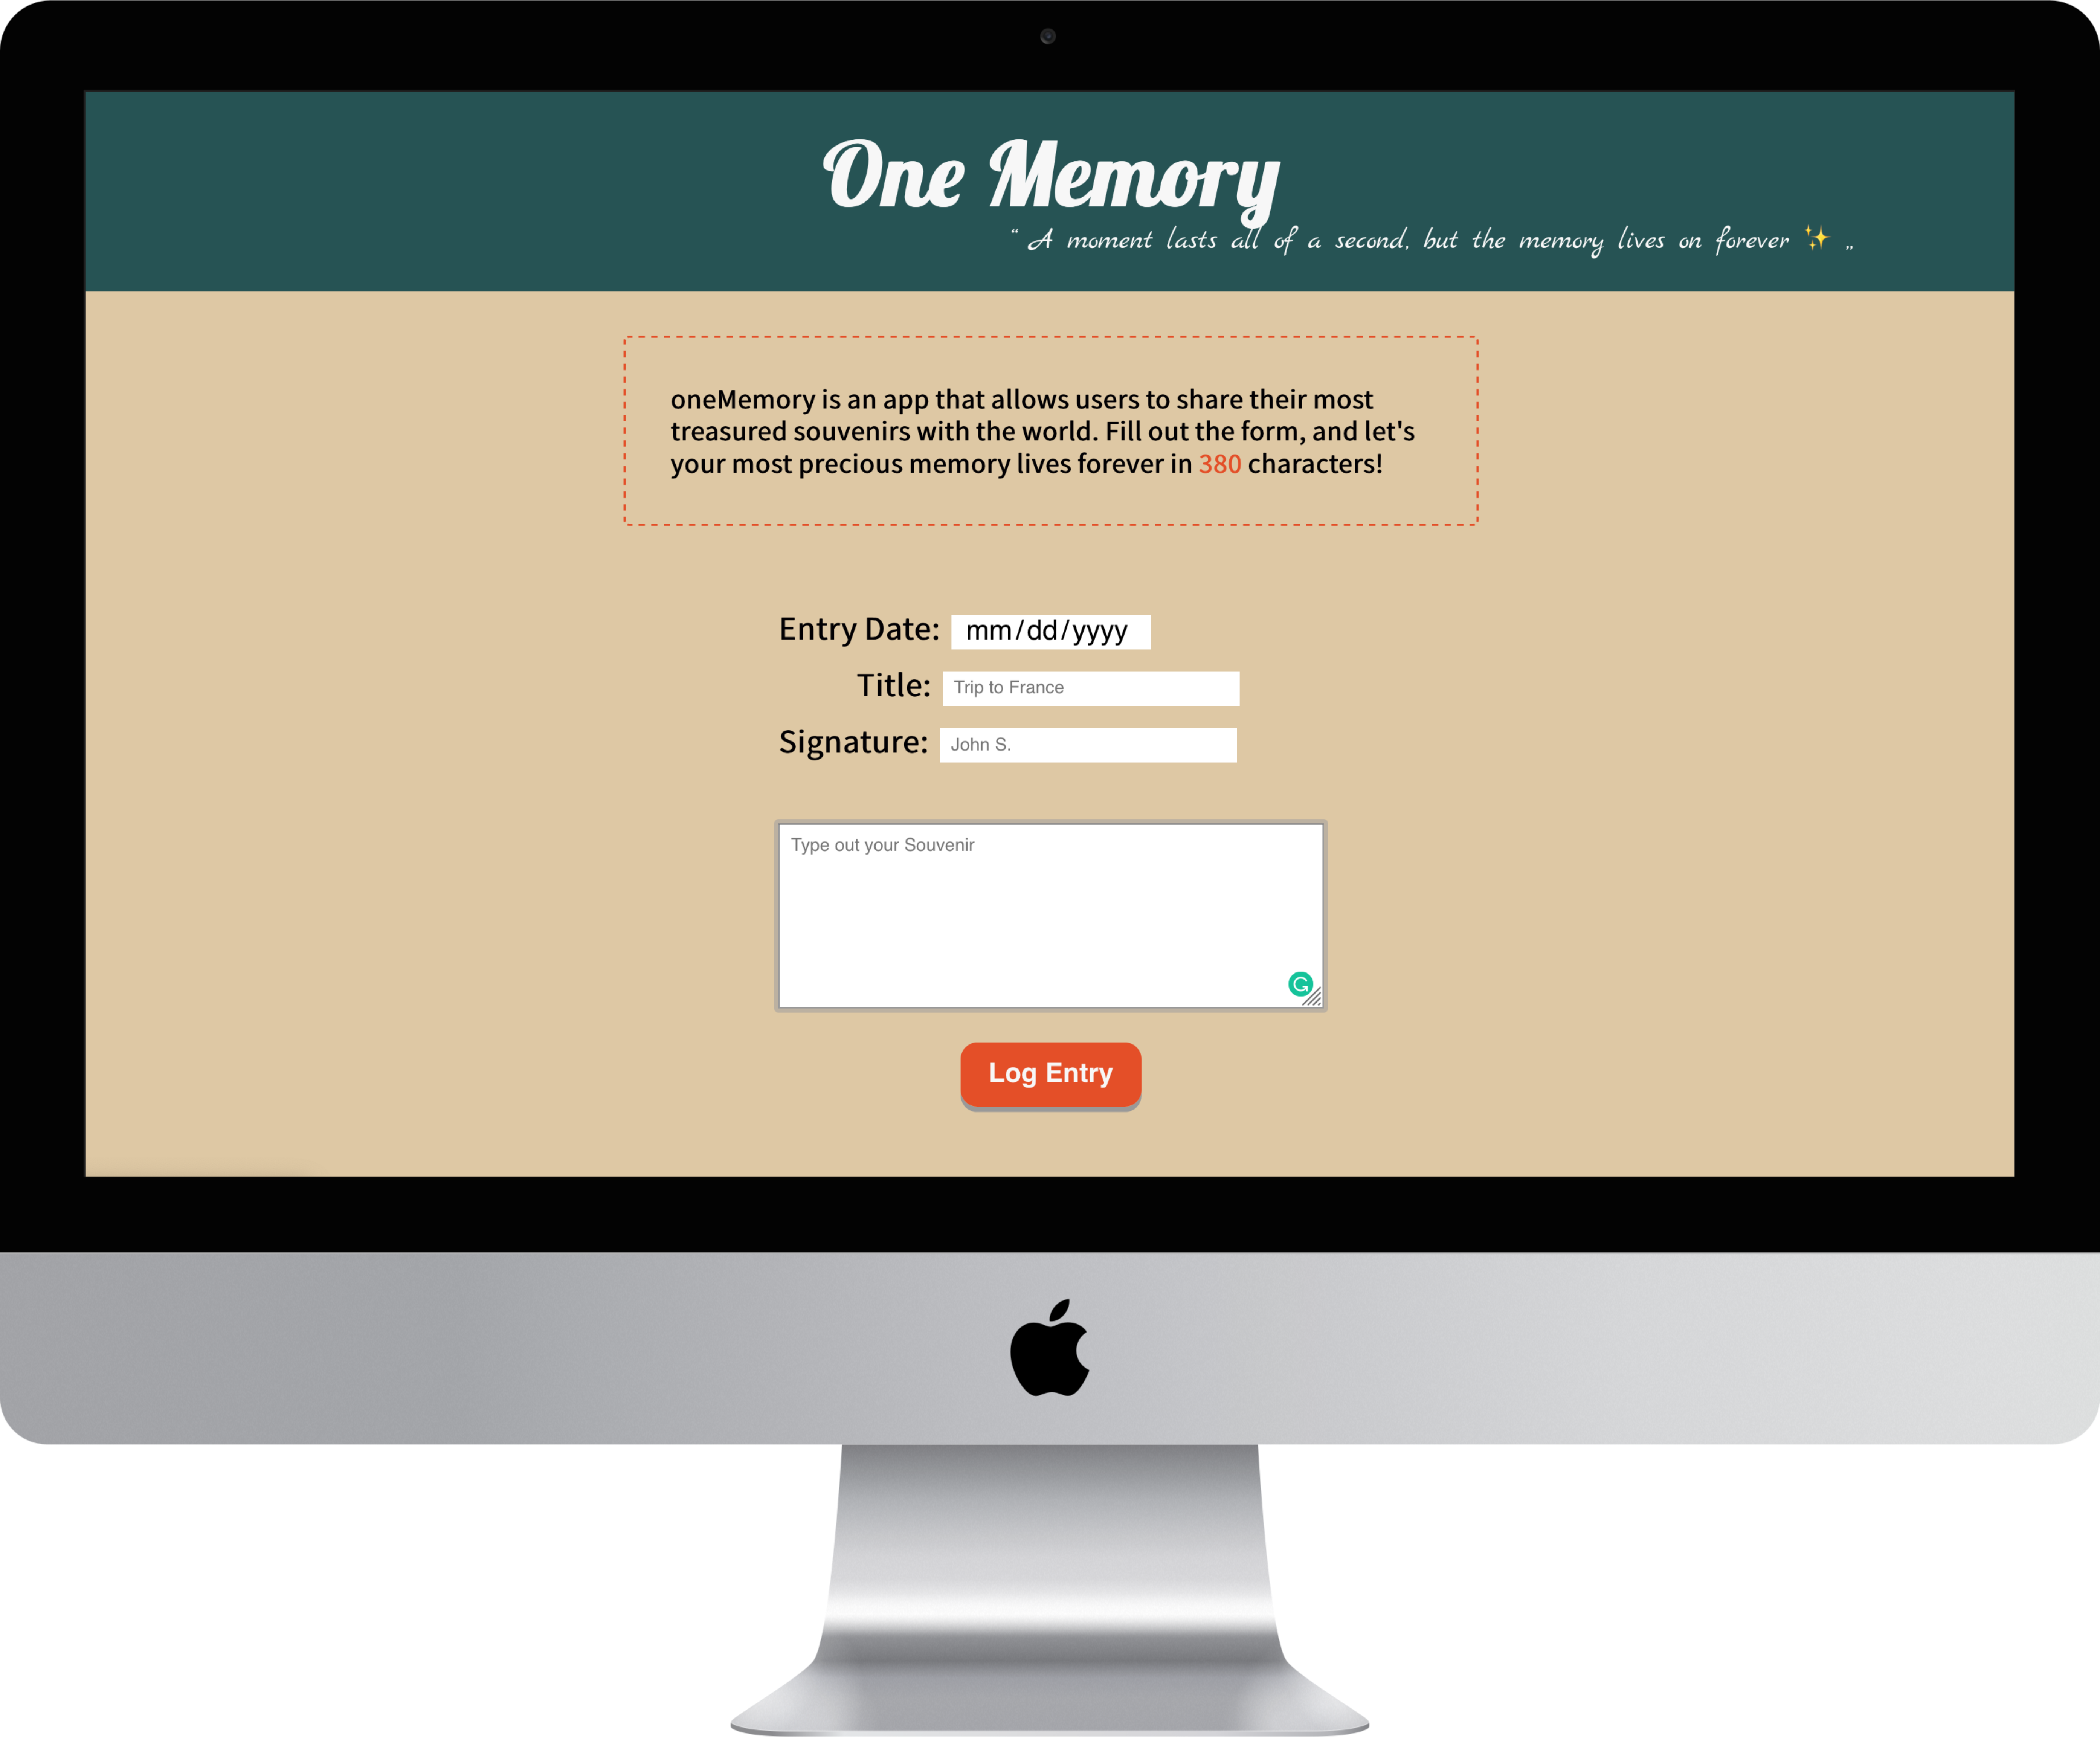 One Memory
“ A moment lasts all of a second, but the memory lives on forever ✨ „
oneMemory is an app that allows users to share their most
treasured souvenirs with the world. Fill out the form, and let's
your most precious memory lives forever in 380 characters!
Entry Date: mm/dd/yyyy
Title: Trip to France
Signature: John S.
Type out your Souvenir
Log Entry